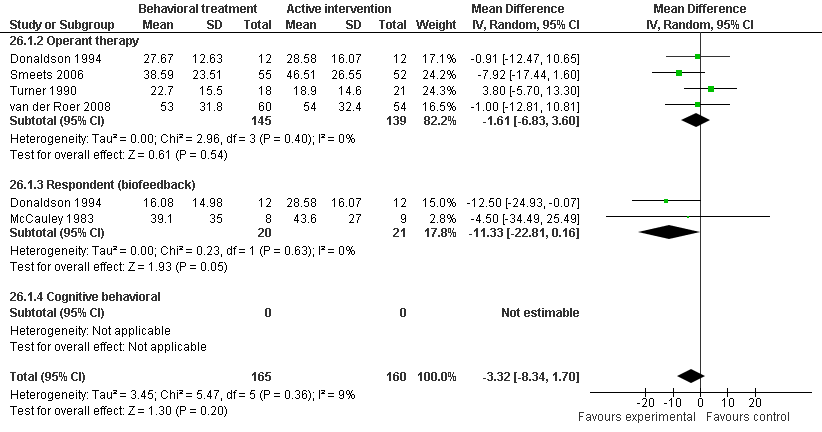 Behavioral treatment Active intervention Mean Difference Mean Difference
Study or Subgroup Mean SD Total Mean SD Total Weight IV, Random, 95% CI IV, Random, 95% CI
26.1.2 Operant therapy
Donaldson 1994 27.67 12.63 12 28.58 16.07 12 17.1% -0.91 [-12.47, 10.65]
Smeets 2006 38.59 23.51 55 46.51 26.55 52 24.2% -7.92 [-17.44, 1.60]
Turner 1990 22.7 15.5 18 18.9 14.6 21 24.3% 3.80 [-5.70, 13.30]
van der Roer 2008 53 31.8 60 54 32.4 54 16.5% -1.00 [-12.81, 10.81]
Subtotal (95% CI) 145 139 82.2% -1.61 [-6.83, 3.60]
Heterogeneity: Tau² = 0.00; Chi² = 2.96, df = 3 (P = 0.40); I² = 0%
Test for overall effect: Z = 0.61 (P = 0.54)
26.1.3 Respondent (biofeedback)
Donaldson 1994 16.08 14.98 12 28.58 16.07 12 15.0% -12.50 [-24.93, -0.07]
McCauley 1983 39.1 35 8 43.6 27 9 2.8% -4.50 [-34.49, 25.49]
Subtotal (95% CI) 20 21 17.8% -11.33 [-22.81, 0.16]
Heterogeneity: Tau² = 0.00; Chi² = 0.23, df = 1 (P = 0.63); I² = 0%
Test for overall effect: Z = 1.93 (P = 0.05)
26.1.4 Cognitive behavioral
Subtotal (95% CI) 0 0 Not estimable
Heterogeneity: Not applicable
Test for overall effect: Not applicable
Total (95% CI) 165 160 100.0% -3.32 [-8.34, 1.70]
Heterogeneity: Tau² = 3.45; Chi² = 5.47, df = 5 (P = 0.36); I² = 9%
Test for overall effect: Z = 1.30 (P = 0.20)
-20 -10 0 10 20
Favours experimental Favours control